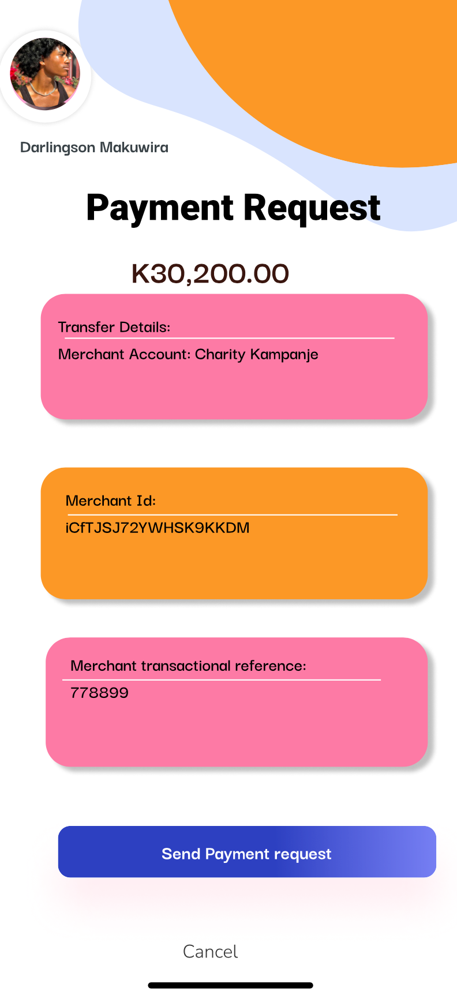 Darlingson Makuwira
Payment Request
K30,200.00
Transfer Details:
Merchant Account: Charity Kampanje
Merchant Id:
iCfTJSJ72YWHSK9KKDM
Merchant transactional reference:
778899
Send Payment request
Cancel